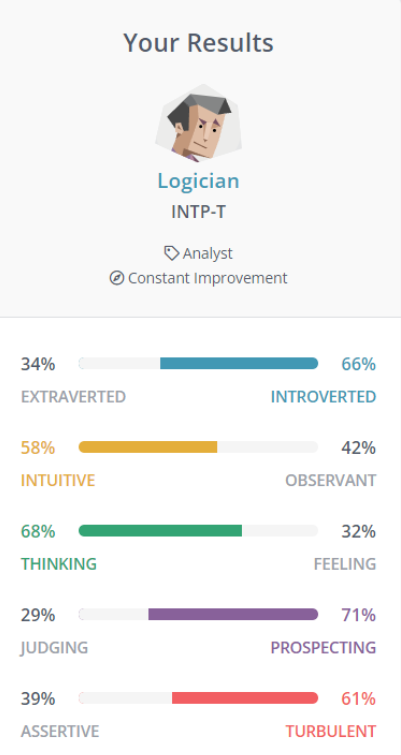 Your Results
Logician
INTP-T
Analyst
Constant Improvement
34% 66%
EXTRAVERTED INTROVERTED
58% 42%
INTUITIVE OBSERVANT
68% 32%
THINKING FEELING
29% 71%
JUDGING PROSPECTING
39% 61%
ASSERTIVE TURBULENT